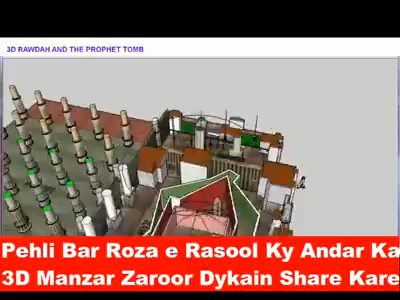 3D RAWDAH AND THE PROPHET TOMB
Pehli Bar Roza e Rasool Ky Andar Ka
3D Manzar Zaroor Dykain Share Kare